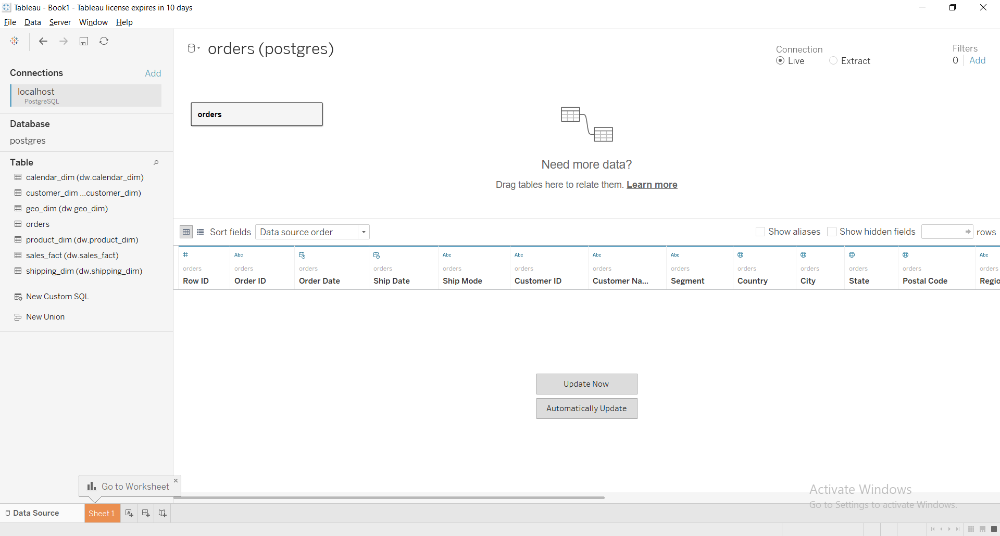 Tableau - Book1 - Tableau license expires in 10 days
File Data Server Window Help
Connections Add
localhost
PostgreSQL
Database
postgres
Table
calendar_dim (dw.calendar_dim)
customer_dim ...customer_dim)
geo_dim (dw.geo_dim)
orders
product_dim (dw.product_dim)
sales_fact (dw.sales_fact)
shipping_dim (dw.shipping_dim)
New Custom SQL
New Union
orders (postgres)
Connection
Live Extract
Filters
0 Add
orders
Need more data?
Drag tables here to relate them. Learn more
Sort fields Data source order Show aliases Show hidden fields rows
# Abc Abc Abc Abc Abc Abc
orders orders orders orders orders orders orders orders orders orders orders orders orders
Row ID Order ID Order Date Ship Date Ship Mode Customer ID Customer Na... Segment Country City State Postal Code Regio
Update Now
Automatically Update
Go to Worksheet
Activate Windows
Go to Settings to activate Windows.
Data Source Sheet 1